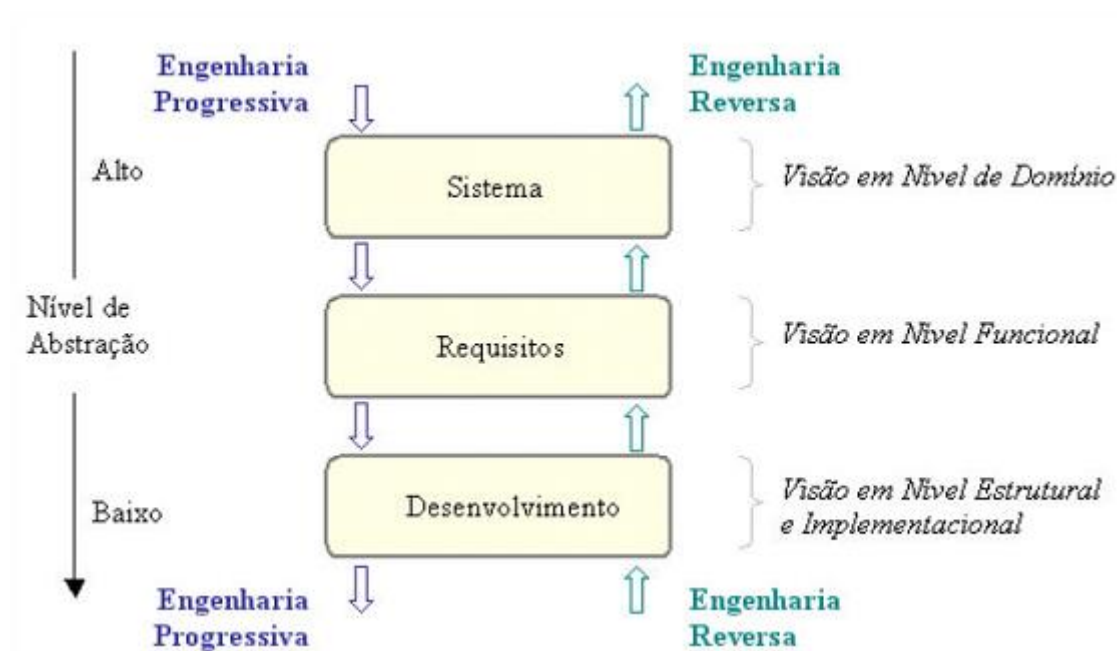 Engenharia
Progressiva
Engenharia
Reversa
Alto
Sistema
Visão em Nível de Domínio
Nível de
Abstração
Requisitos
Visão em Nível Funcional
Baixo
Desenvolvimento
Visão em Nível Estrutural
e Implementacional
Engenharia
Progressiva
Engenharia
Reversa